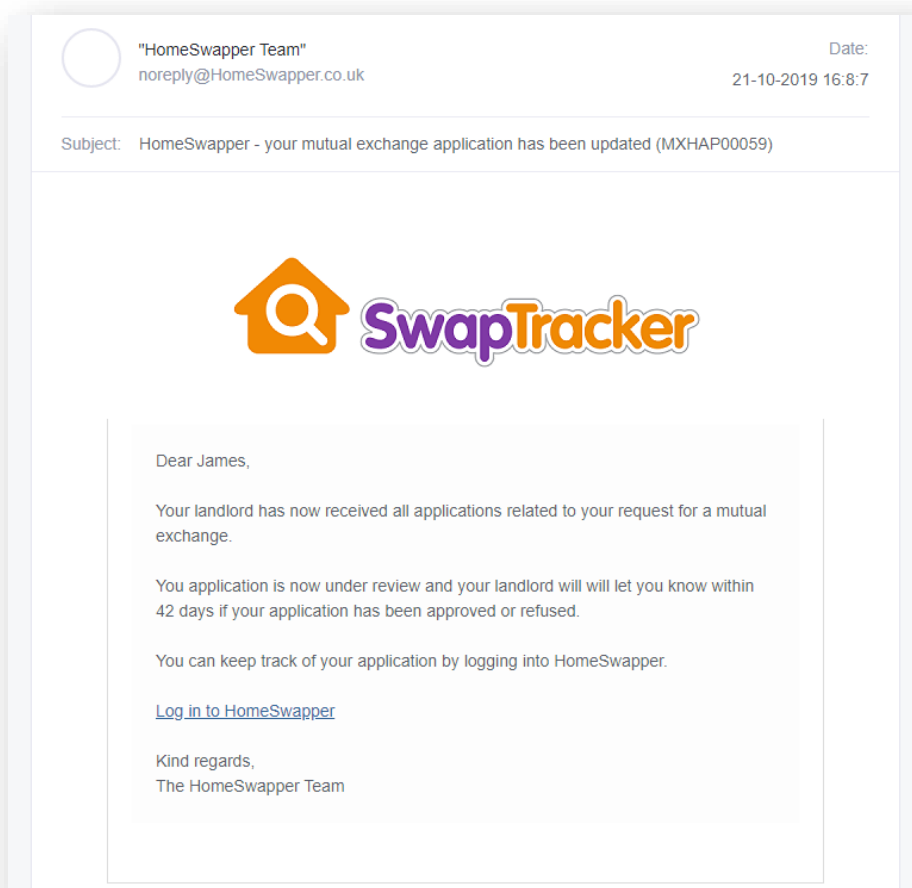 "HomeSwapper Team"
Date:
noreply@HomeSwapper.co.uk
21-10-2019 16:8:7
Subject: HomeSwapper - your mutual exchange application has been updated (MXHAP00059)
SwapTracker
Dear James,
Your landlord has now received all applications related to your request for a mutual
exchange.
You application is now under review and your landlord will will let you know within
42 days if your application has been approved or refused.
You can keep track of your application by logging into HomeSwapper.
Log in to HomeSwapper
Kind regards,
The HomeSwapper Team